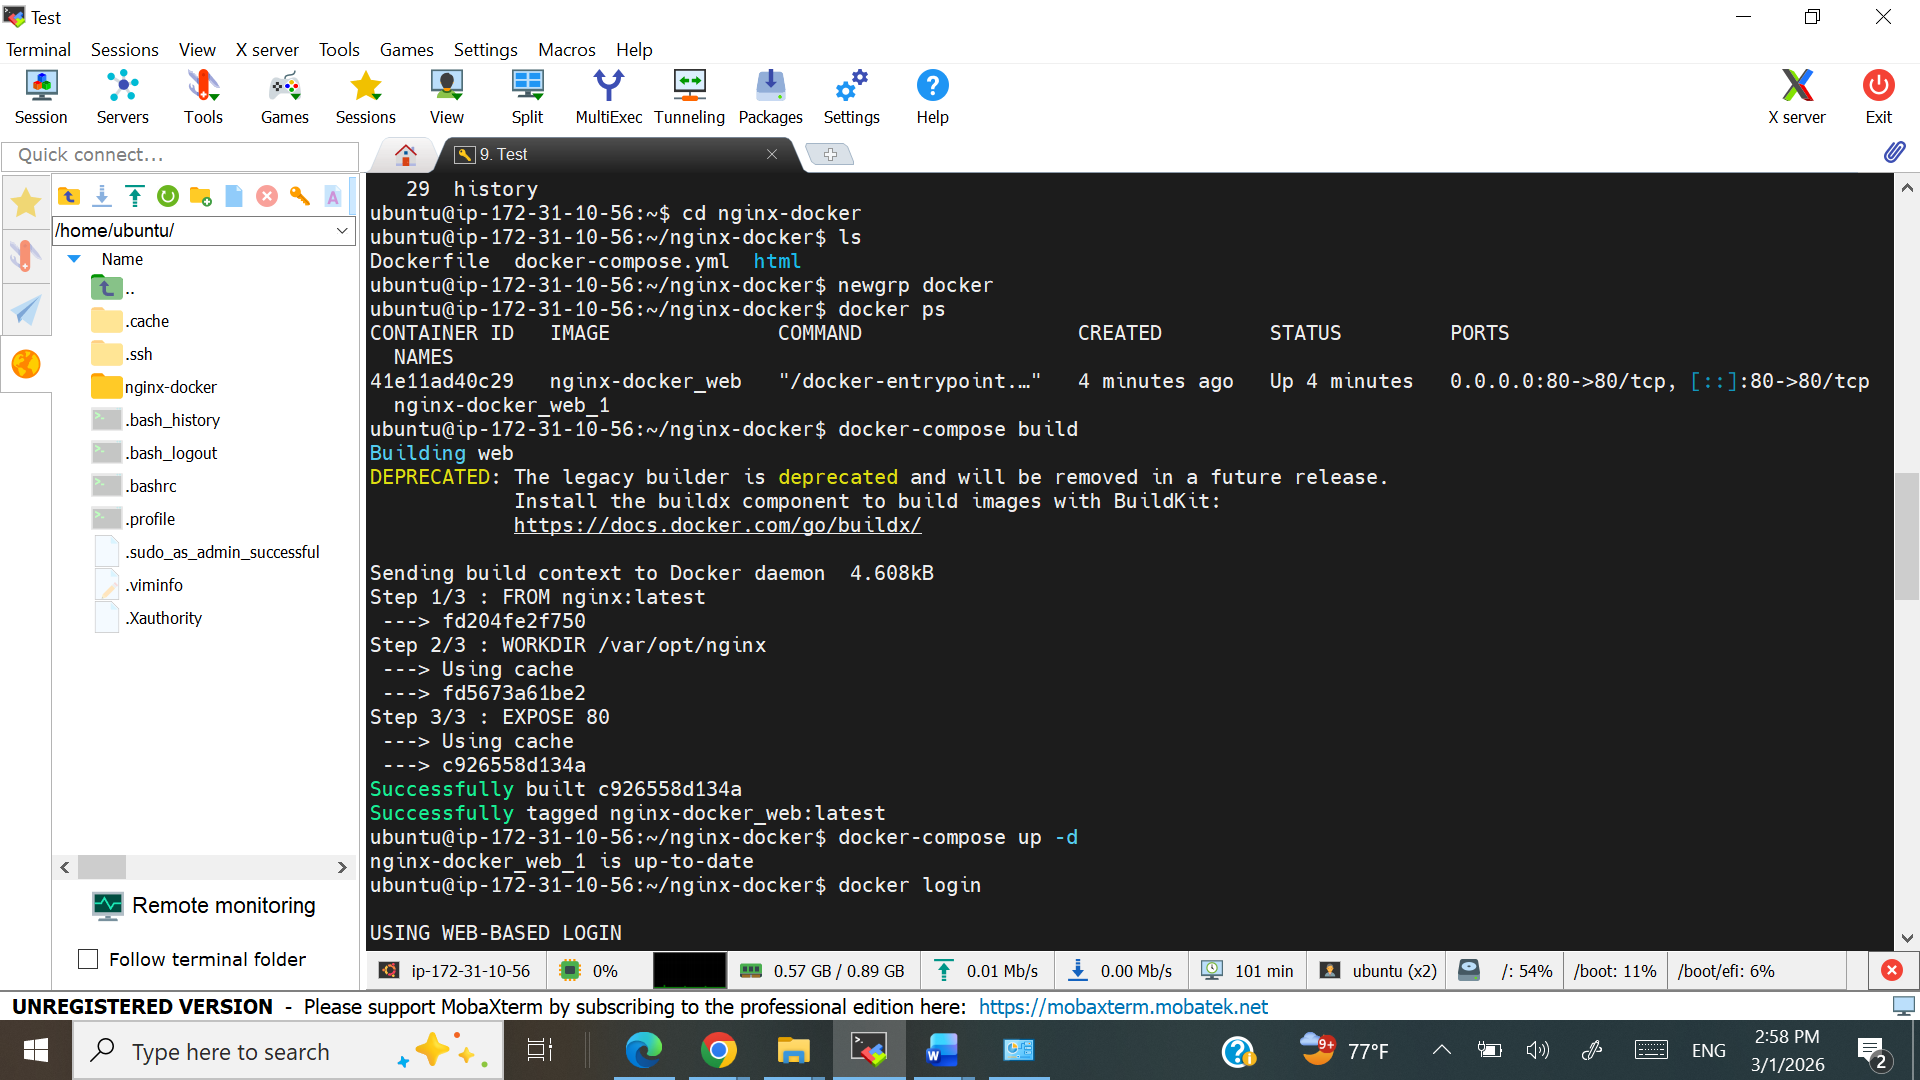 Test
Terminal Sessions View X server Tools Games Settings Macros Help
Session Servers Tools Games Sessions View Split MultiExec Tunneling Packages Settings Help X server Exit
Quick connect...
9. Test
/home/ubuntu/
Name
..
.cache
.ssh
nginx-docker
.bash_history
.bash_logout
.bashrc
.profile
.sudo_as_admin_successful
.viminfo
.Xauthority
Remote monitoring
Follow terminal folder
29 history
ubuntu@ip-172-31-10-56:~$ cd nginx-docker
ubuntu@ip-172-31-10-56:~/nginx-docker$ ls
Dockerfile docker-compose.yml html
ubuntu@ip-172-31-10-56:~/nginx-docker$ newgrp docker
ubuntu@ip-172-31-10-56:~/nginx-docker$ docker ps
CONTAINER ID IMAGE COMMAND CREATED STATUS PORTS
NAMES
41e11ad40c29 nginx-docker_web "/docker-entrypoint.…" 4 minutes ago Up 4 minutes 0.0.0.0:80->80/tcp, [::]:80->80/tcp
nginx-docker_web_1
ubuntu@ip-172-31-10-56:~/nginx-docker$ docker-compose build
Building web
DEPRECATED: The legacy builder is deprecated and will be removed in a future release.
Install the buildx component to build images with BuildKit:
https://docs.docker.com/go/buildx/
Sending build context to Docker daemon 4.608kB
Step 1/3 : FROM nginx:latest
---> fd204fe2f750
Step 2/3 : WORKDIR /var/opt/nginx
---> Using cache
---> fd5673a61be2
Step 3/3 : EXPOSE 80
---> Using cache
---> c926558d134a
Successfully built c926558d134a
Successfully tagged nginx-docker_web:latest
ubuntu@ip-172-31-10-56:~/nginx-docker$ docker-compose up -d
nginx-docker_web_1 is up-to-date
ubuntu@ip-172-31-10-56:~/nginx-docker$ docker login
USING WEB-BASED LOGIN
ip-172-31-10-56 0% 0.57 GB / 0.89 GB 0.01 Mb/s 0.00 Mb/s 101 min ubuntu (x2) /: 54% /boot: 11% /boot/efi: 6%
UNREGISTERED VERSION - Please support MobaXterm by subscribing to the professional edition here: https://mobaxterm.mobatek.net
Type here to search
9+
77°F
ENG
2:58 PM
3/1/2026
2